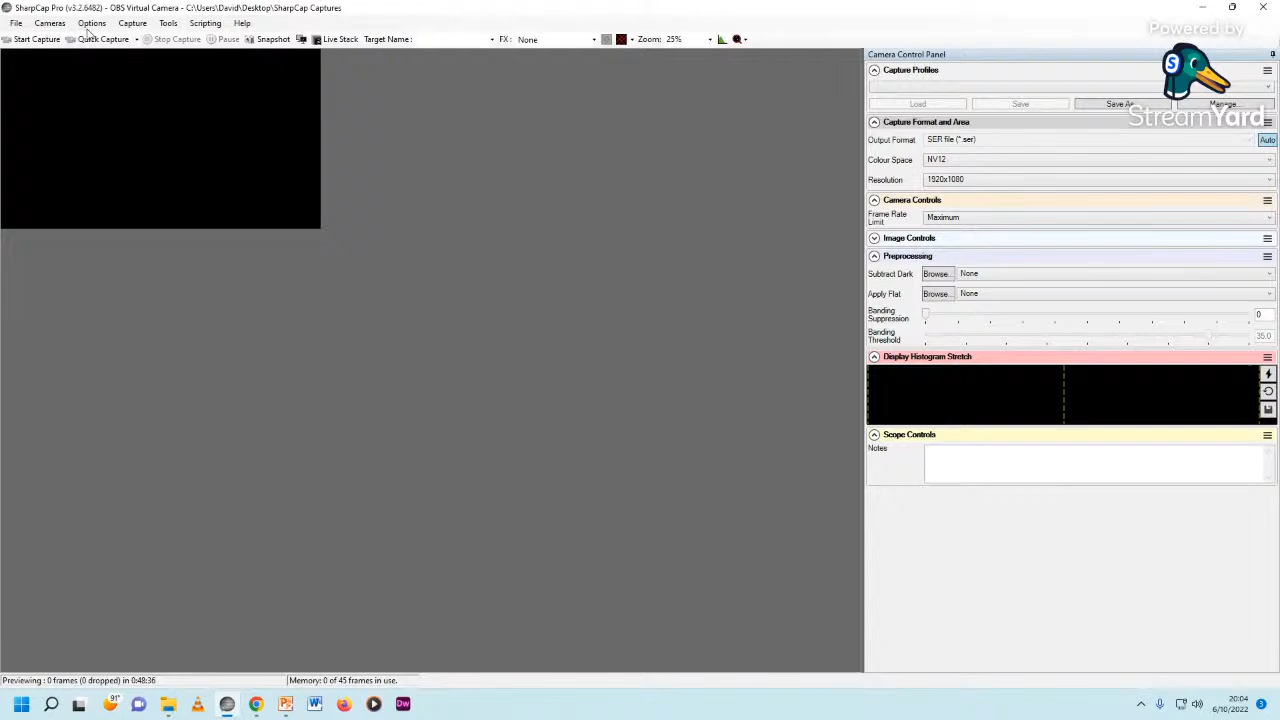 SharpCap Pro (v3.2.6482) - OBS Virtual Camera - C:\Users\David\Desktop\SharpCap Captures
File Cameras Options Capture Tools Scripting Help
Powered by
Start Capture Quick Capture Stop Capture Pause Snapshot Live Stack Target Name: FX: None Zoom: 25%
Camera Control Panel
Capture Profiles
Load Save Save As Manage...
StreamYard
Capture Format and Area
Output Format SER file (*.ser) Auto
Colour Space NV12
Resolution 1920x1080
Camera Controls
Frame Rate Limit Maximum
Image Controls
Preprocessing
Subtract Dark Browse... None
Apply Flat Browse... None
Banding Suppression 0
Banding Threshold 35.0
Display Histogram Stretch
Scope Controls
Notes
Previewing : 0 frames (0 dropped) in 0:48:36 Memory: 0 of 45 frames in use.
91°
Dw
20:04
6/10/2022
3